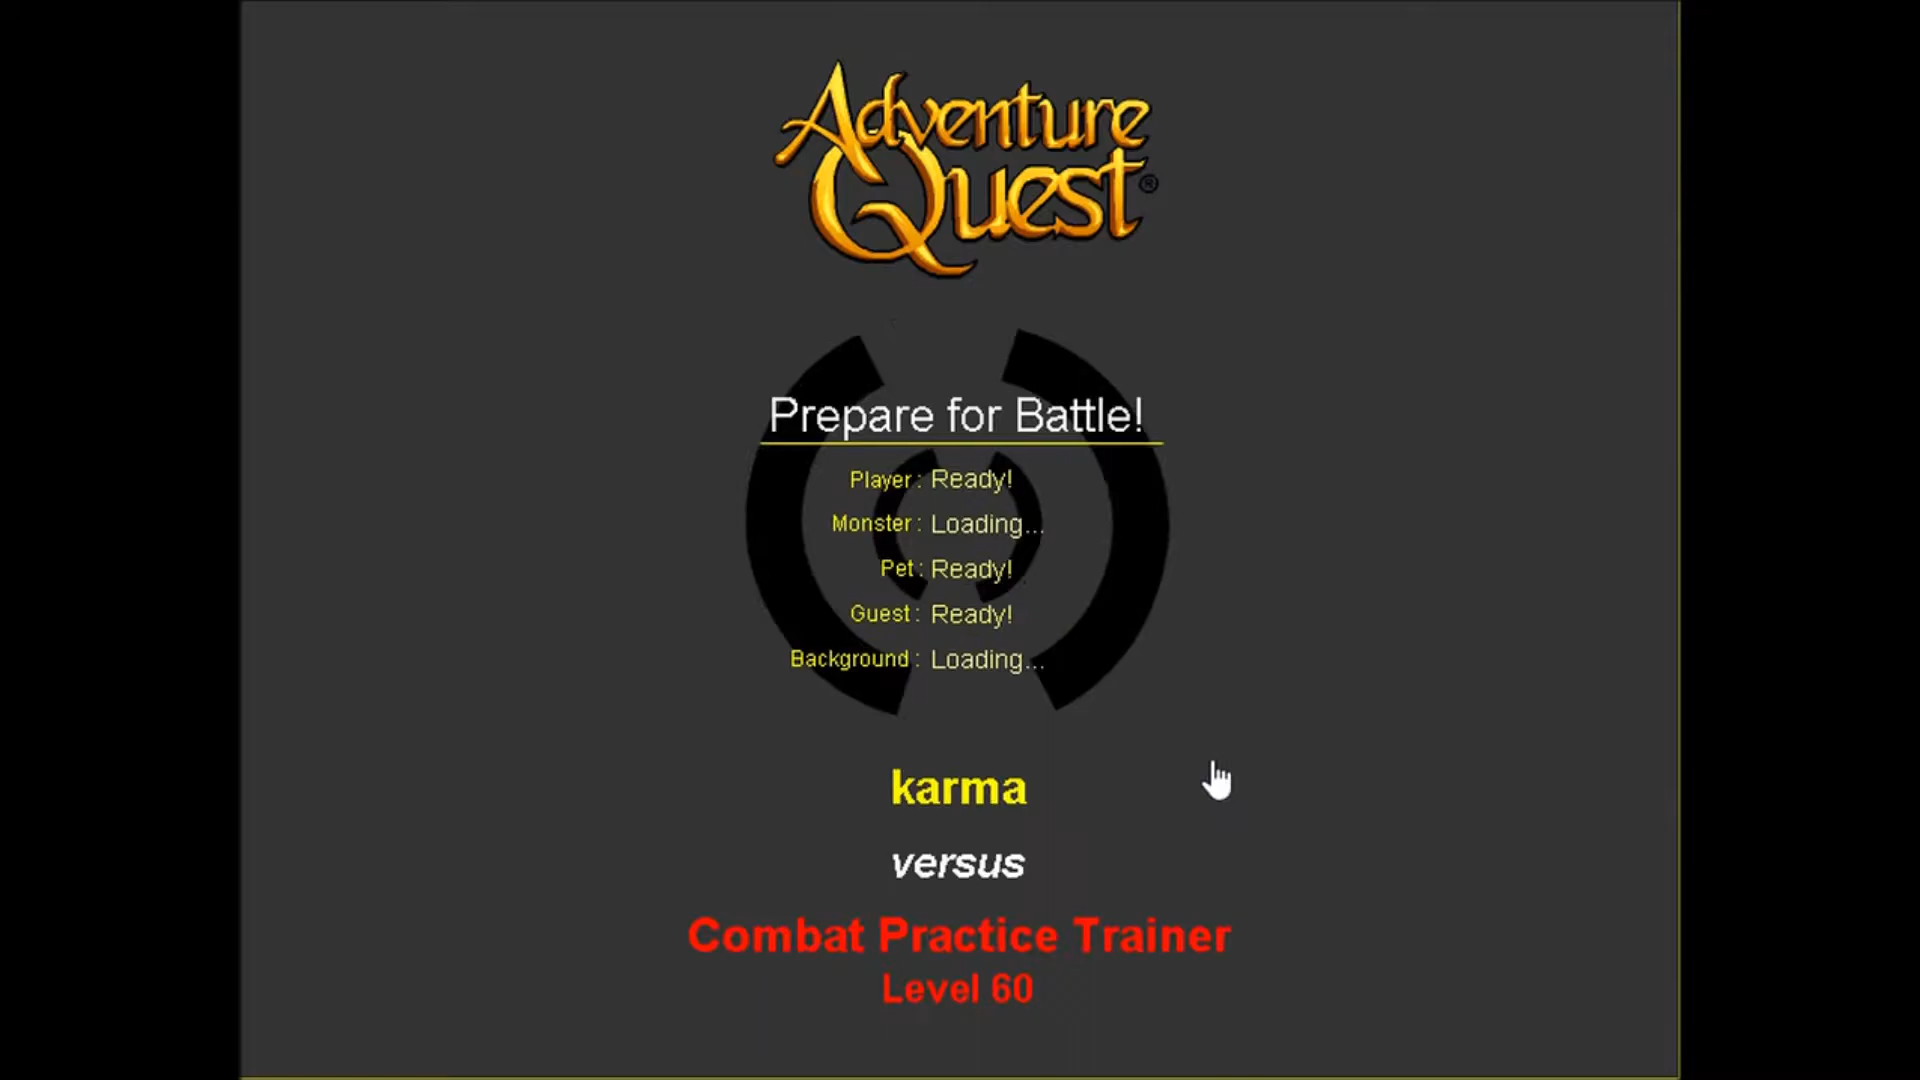 Adventure
Quest®
Prepare for Battle!
Player: Ready!
Monster: Loading...
Pet: Ready!
Guest: Ready!
Background: Loading...
karma
versus
Combat Practice Trainer
Level 60